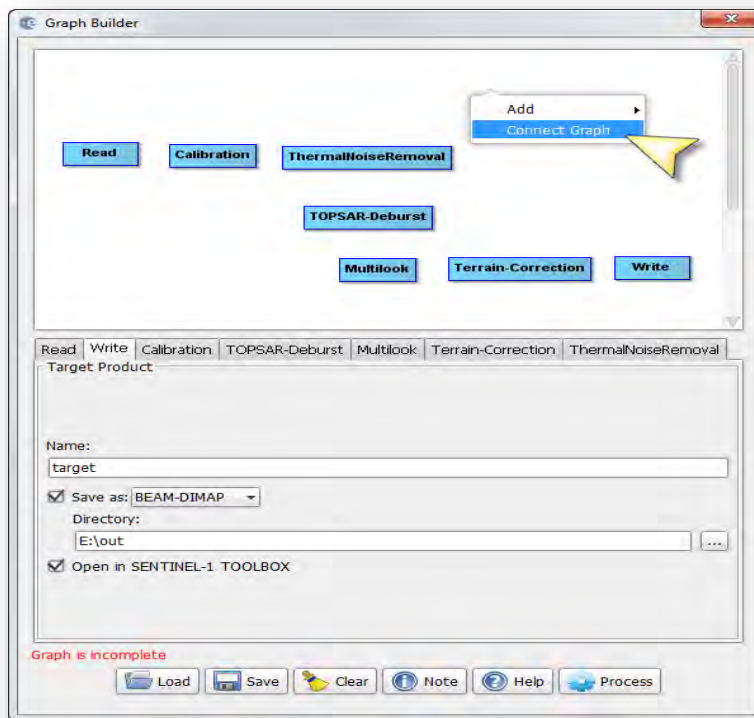 Graph Builder
Add
Connect Graph
Read
Calibration
ThermalNoiseRemoval
TOPSAR-Deburst
Multilook
Terrain-Correction
Write
Read Write Calibration TOPSAR-Deburst Multilook Terrain-Correction ThermalNoiseRemoval
Target Product
Name:
target
Save as: BEAM-DIMAP
Directory:
E:\out
...
Open in SENTINEL-1 TOOLBOX
Graph is incomplete
Load Save Clear Note Help Process